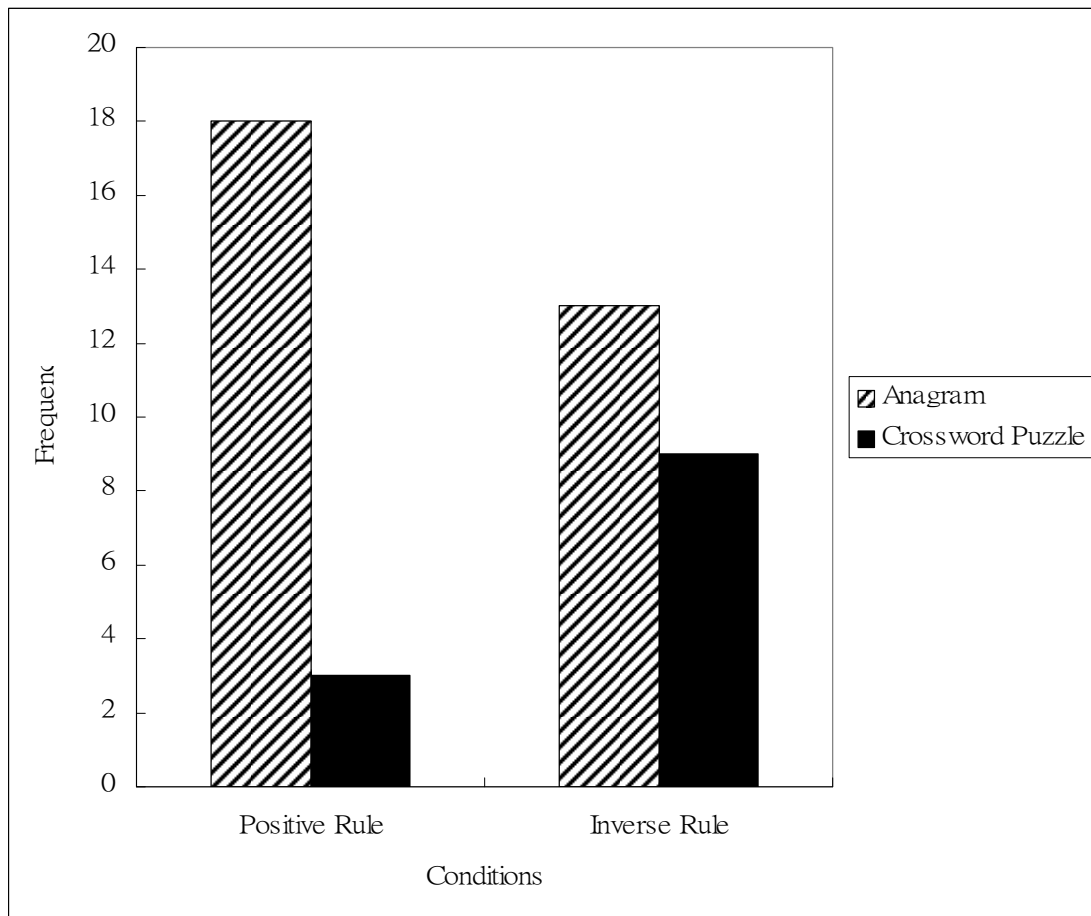 20
18
16
14
12
10
8
6
4
2
0
Frequenc
Positive Rule
Inverse Rule
Conditions
Anagram
Crossword Puzzle